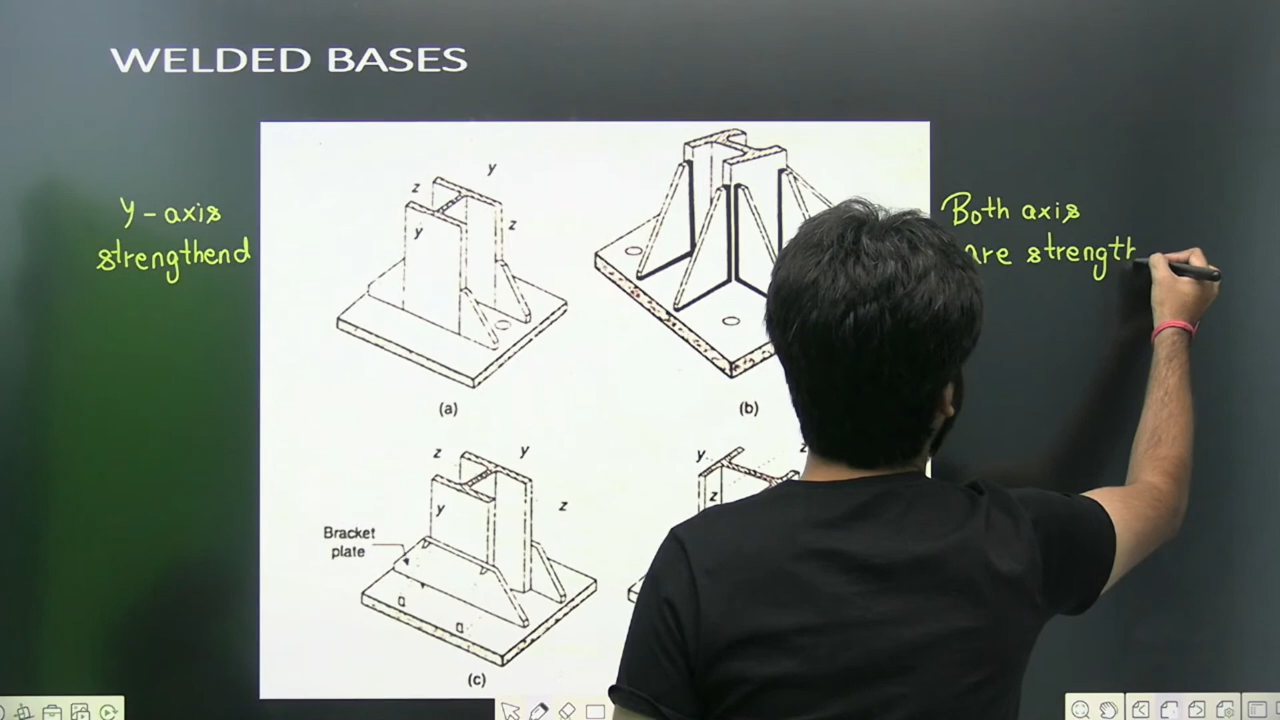 WELDED BASES
Y - axis
strengthend
Both axis
are strength
y
z
z
y
(a)
(b)
z
y
z
y
Bracket
plate
(c)
y
z
z